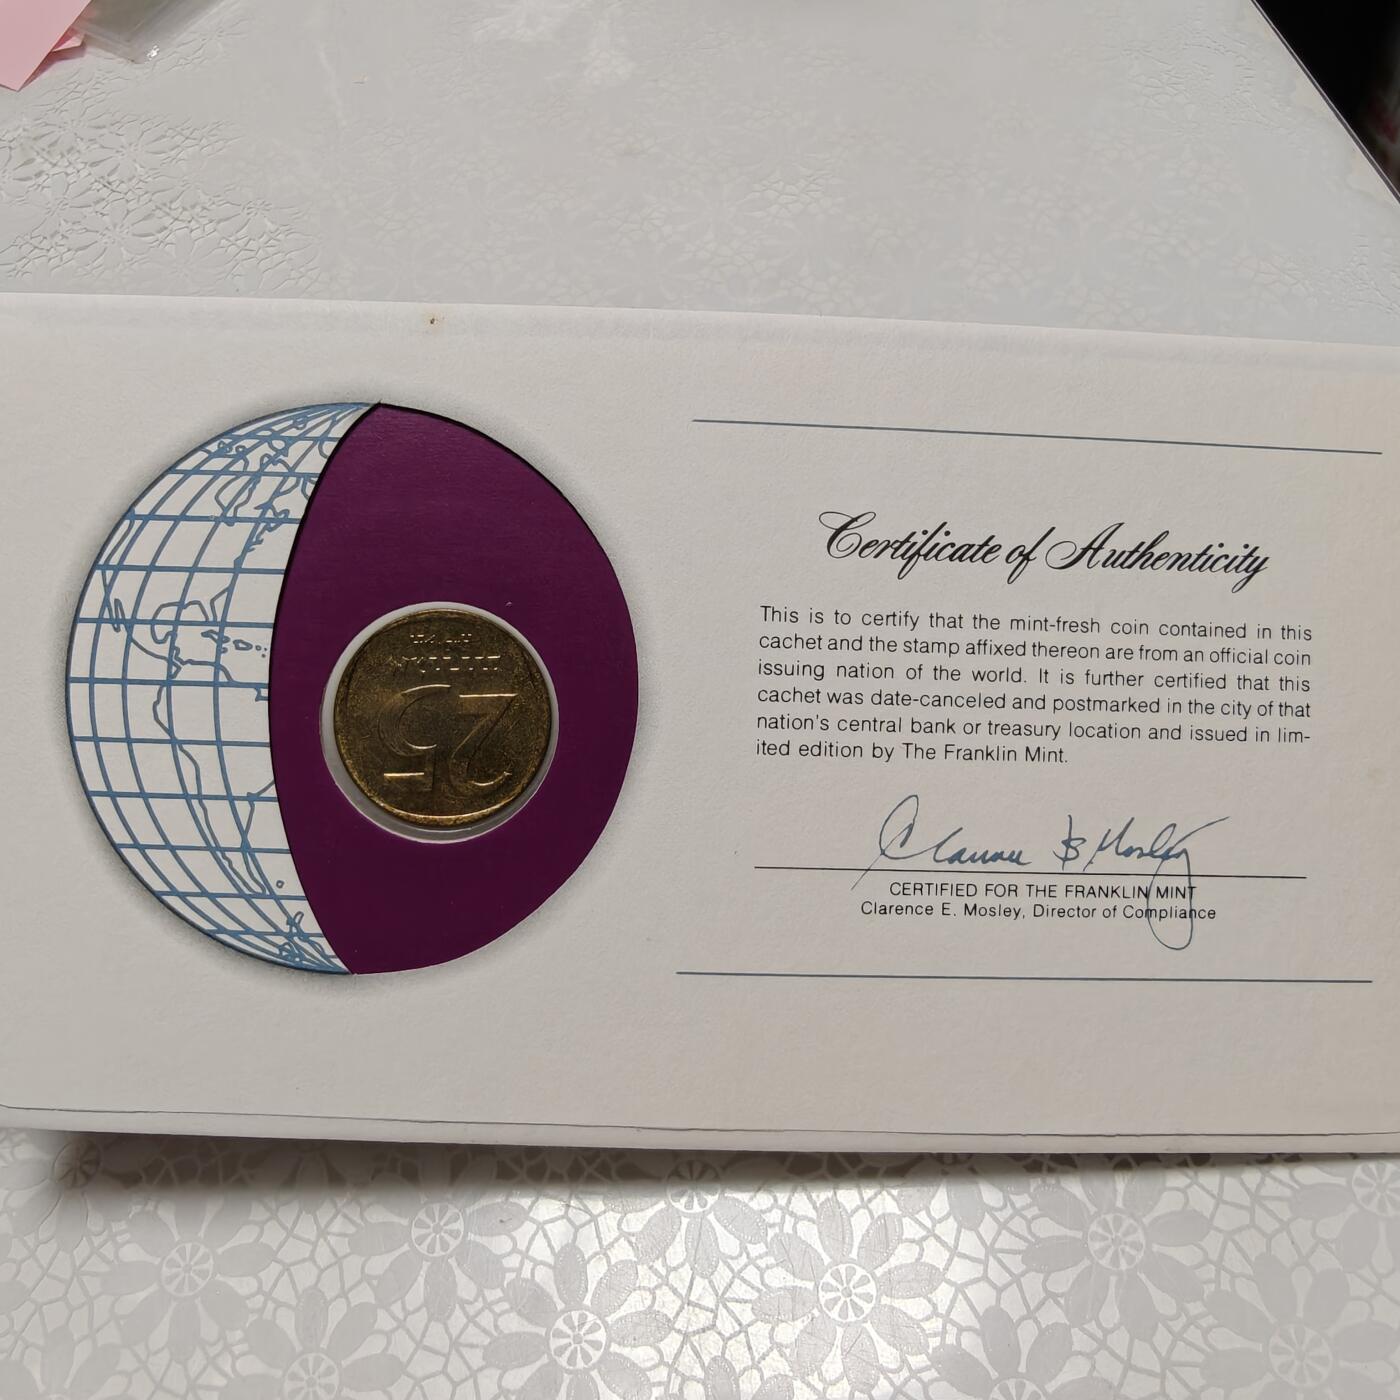 25
Certificate of Authenticity
This is to certify that the mint-fresh coin contained in this
cachet and the stamp affixed thereon are from an official coin
issuing nation of the world. It is further certified that this
cachet was date-canceled and postmarked in the city of that
nation's central bank or treasury location and issued in lim-
ited edition by The Franklin Mint.
CERTIFIED FOR THE FRANKLIN MINT
Clarence E. Mosley, Director of Compliance